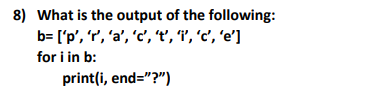 8) What is the output of the following:
b= [‘p’, ‘r’, ‘a’, ‘c’, ‘t’, ‘i’, ‘c’, ‘e’]
for i in b:
print(i, end=”?”)